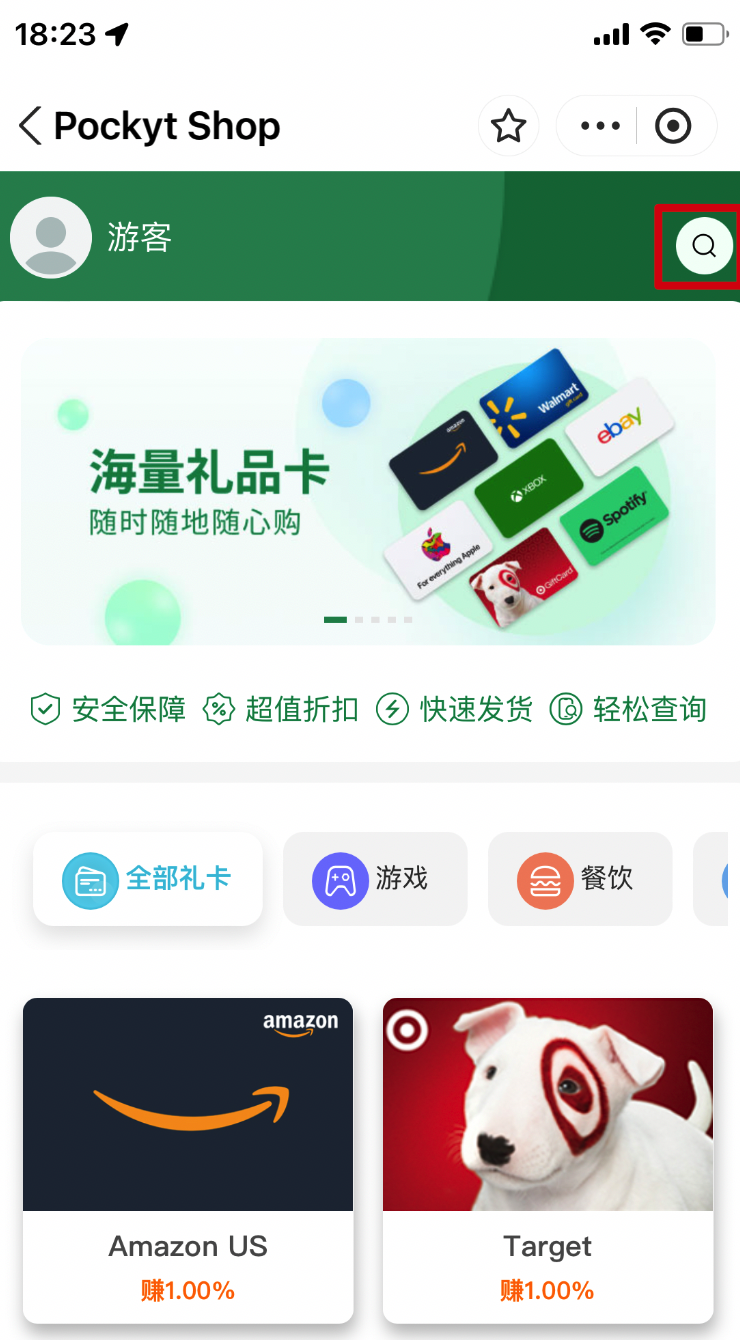 18:23
Pockyt Shop
游客
海量礼品卡
随时随地随心购
amazon
Walmart
gift card
ebay
XBOX
Spotify
For everything Apple
GiftCard
安全保障 超值折扣 快速发货 轻松查询
全部礼卡 游戏 餐饮
amazon
Amazon US Target
赚1.00% 赚1.00%